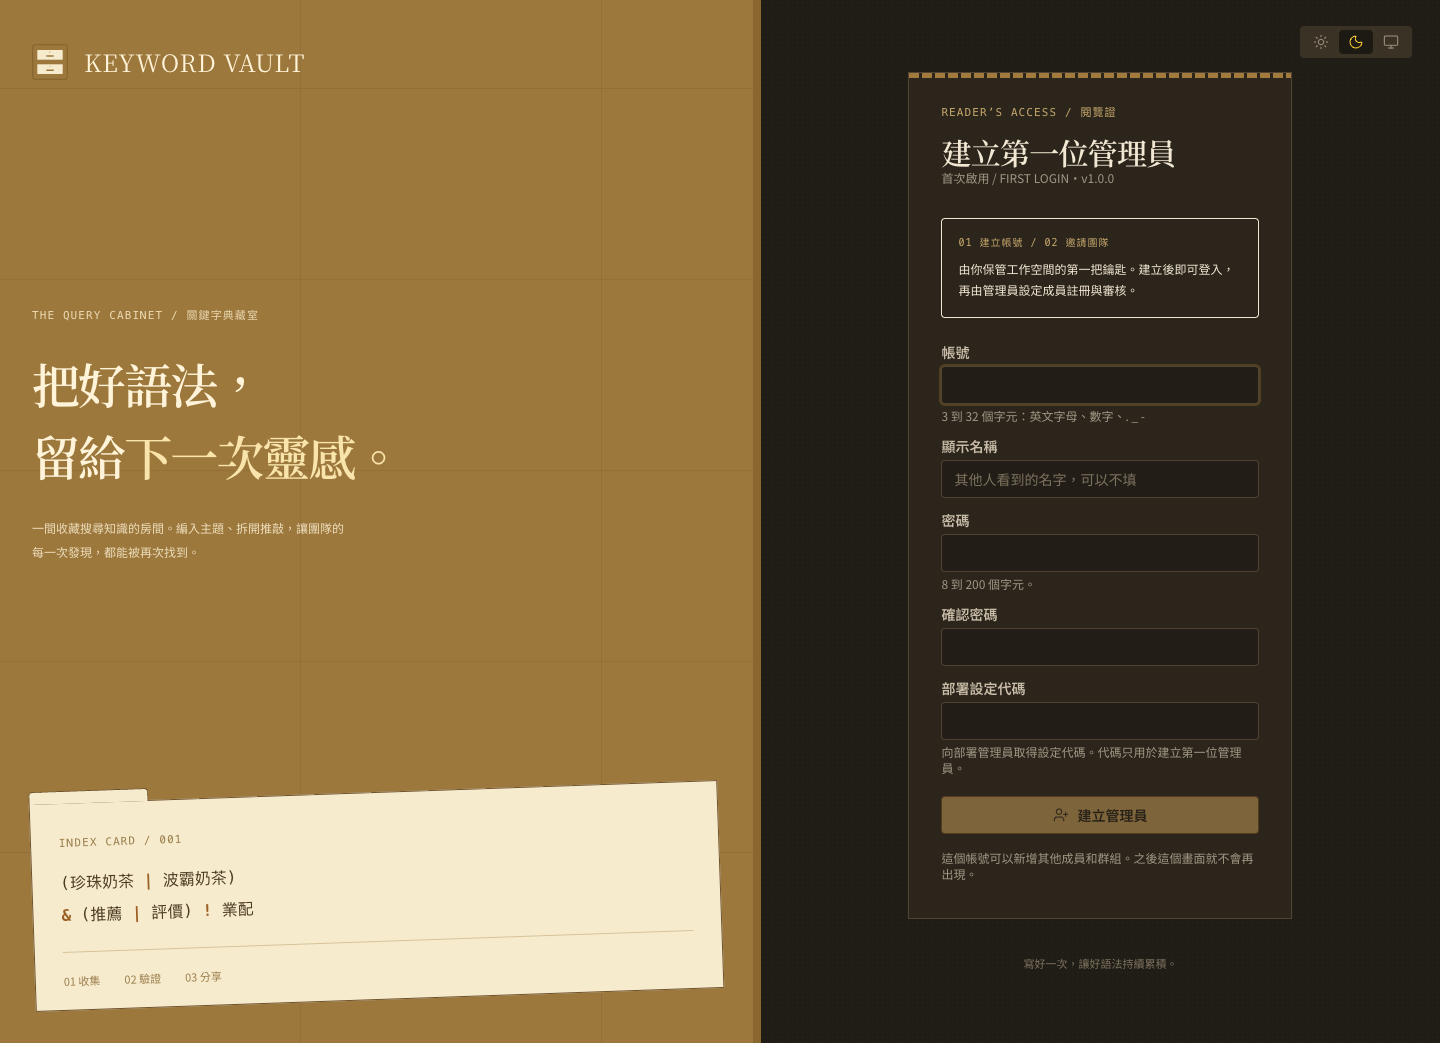 KEYWORD VAULT
THE QUERY CABINET / 關鍵字典藏室
把好語法，
留給下一次靈感。
一間收藏搜尋知識的房間。編入主題、拆開推敲，讓團隊的
每一次發現，都能被再次找到。
INDEX CARD / 001
(珍珠奶茶 | 波霸奶茶)
& (推薦 | 評價) ! 業配
01 收集 02 驗證 03 分享
READER’S ACCESS / 閱覽證
建立第一位管理員
首次啟用 / FIRST LOGIN・v1.0.0
01 建立帳號 / 02 邀請團隊
由你保管工作空間的第一把鑰匙。建立後即可登入，
再由管理員設定成員註冊與審核。
帳號
3 到 32 個字元：英文字母、數字、. _ -
顯示名稱
其他人看到的名字，可以不填
密碼
8 到 200 個字元。
確認密碼
部署設定代碼
向部署管理員取得設定代碼。代碼只用於建立第一位管理
員。
建立管理員
這個帳號可以新增其他成員和群組。之後這個畫面就不會再
出現。
寫好一次，讓好語法持續累積。